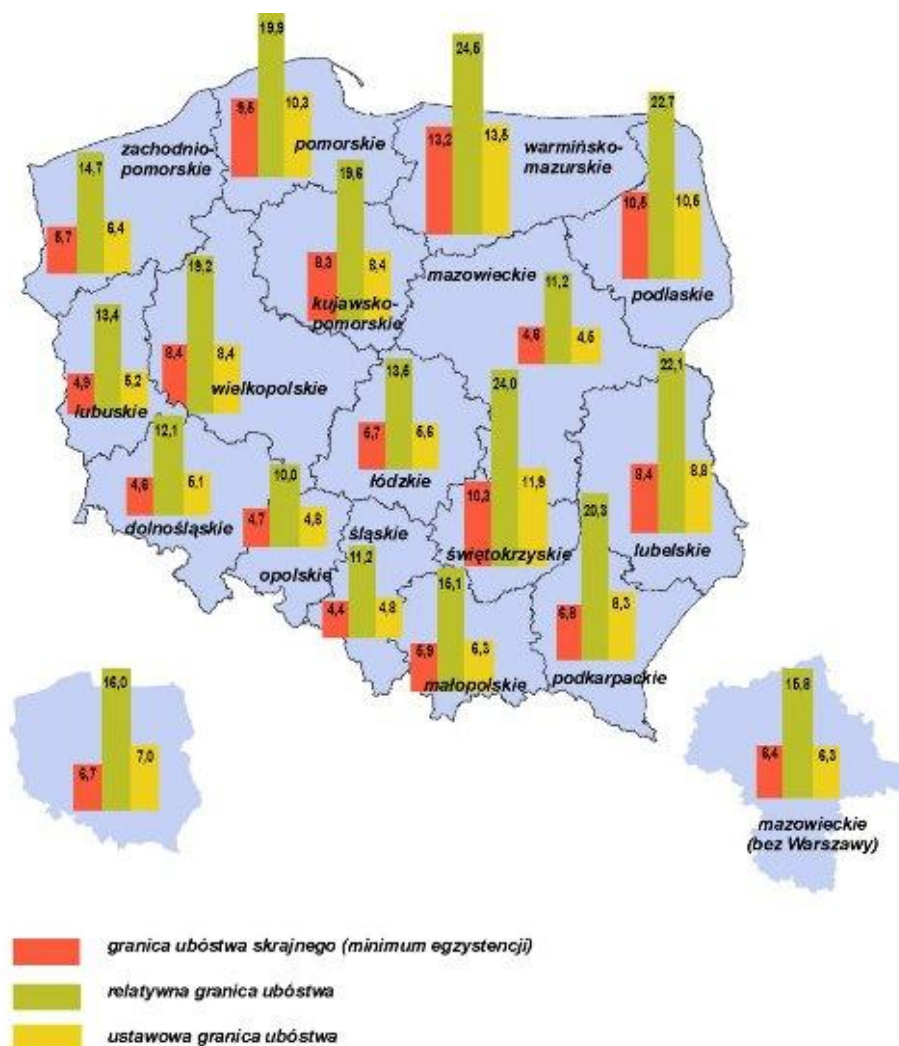 19,9
24,6
9,6
10,3
22,7
zachodnio-
pomorskie
pomorskie
13,2
13,5
warmińsko-
mazurskie
14,7
19,6
10,5
10,6
5,7
6,4
8,3
8,4
mazowieckie
podlaskie
19,2
11,2
kujawsko-
pomorskie
13,4
4,6
4,5
8,4
8,4
wielkopolskie
4,9
5,2
lubuskie
13,5
24,0
22,1
12,1
5,7
5,6
łódzkie
10,0
11,9
8,4
8,8
4,6
5,1
10,3
dolnośląskie
20,3
4,7
4,8
śląskie
świętokrzyskie
lubelskie
opolskie
11,2
16,1
4,4
4,8
6,8
8,3
5,9
6,3
małopolskie
podkarpackie
16,0
6,7
7,0
15,8
6,4
6,3
mazowieckie
(bez Warszawy)
granica ubóstwa skrajnego (minimum egzystencji)
relatywna granica ubóstwa
ustawowa granica ubóstwa